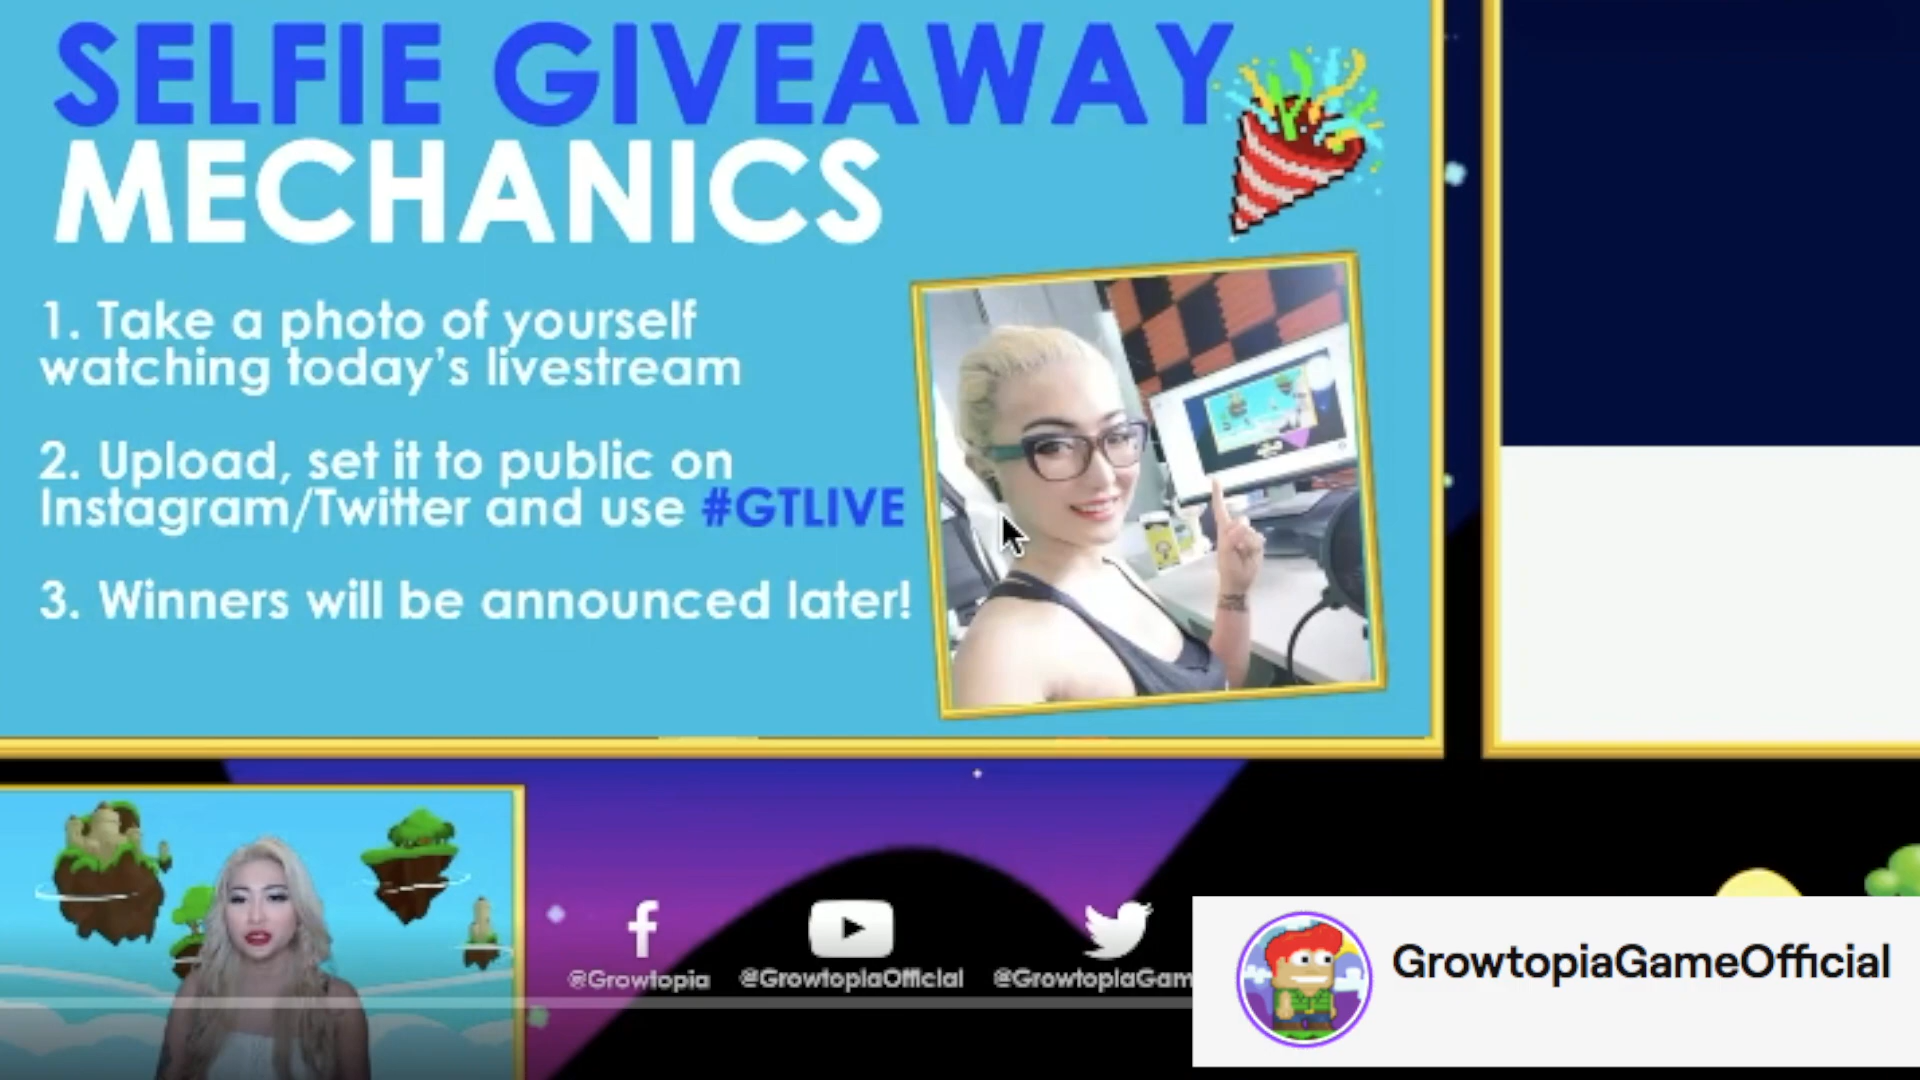 SELFIE GIVEAWAY
MECHANICS
1. Take a photo of yourself
watching today's livestream
2. Upload, set it to public on
Instagram/Twitter and use #GTLIVE
3. Winners will be announced later!
@Growtopia
@GrowtopiaOfficial
@GrowtopiaGam
GrowtopiaGameOfficial